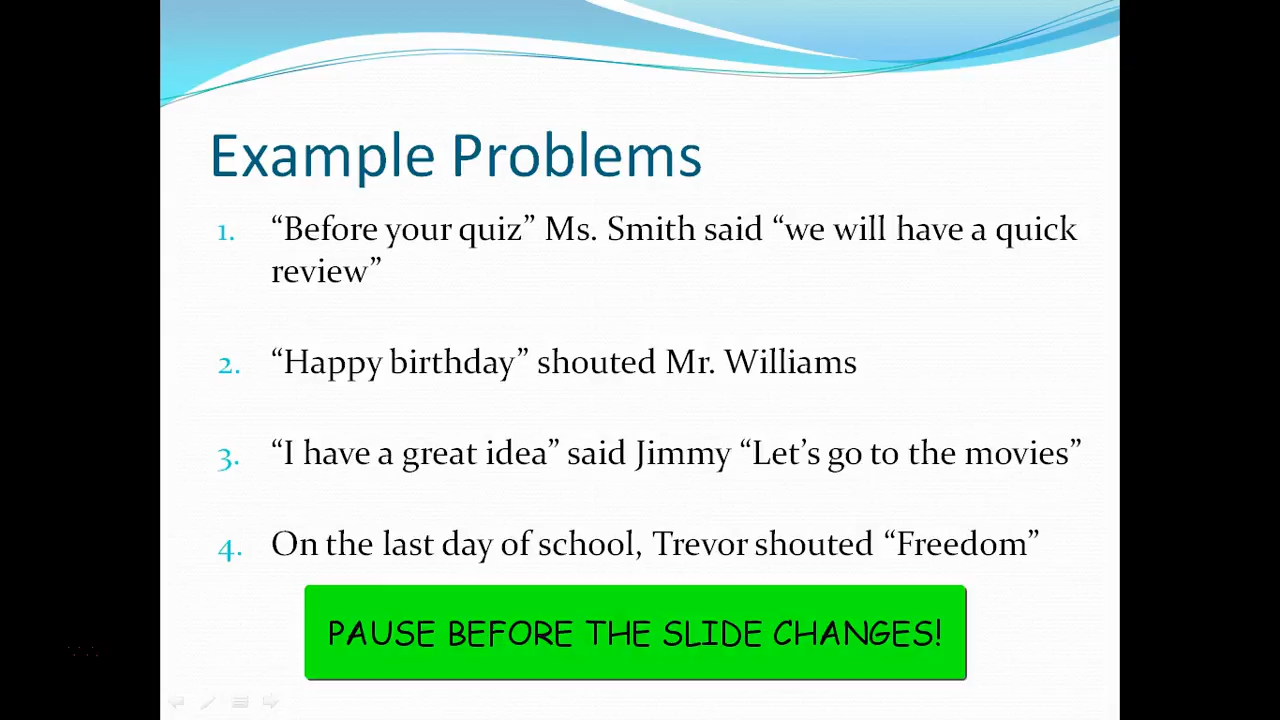 Example Problems
1. “Before your quiz” Ms. Smith said “we will have a quick
review”
2. “Happy birthday” shouted Mr. Williams
3. “I have a great idea” said Jimmy “Let’s go to the movies”
4. On the last day of school, Trevor shouted “Freedom”
PAUSE BEFORE THE SLIDE CHANGES!